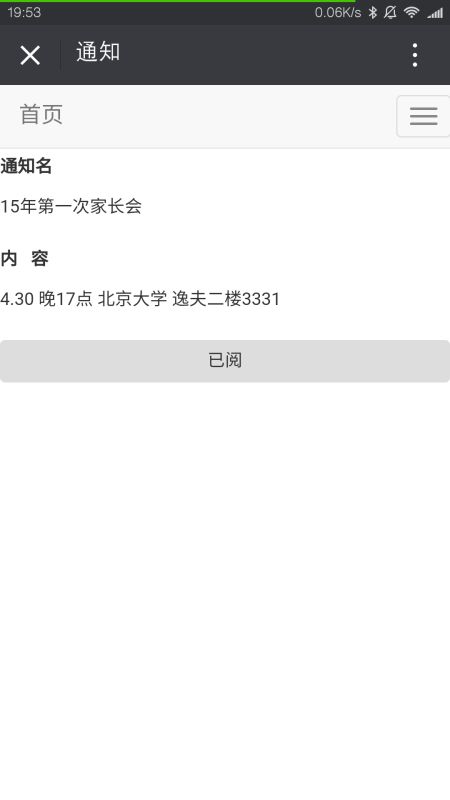 19:53 0.06K/s
通知
首页
通知名
15年第一次家长会
内 容
4.30 晚17点 北京大学 逸夫二楼3331
已阅